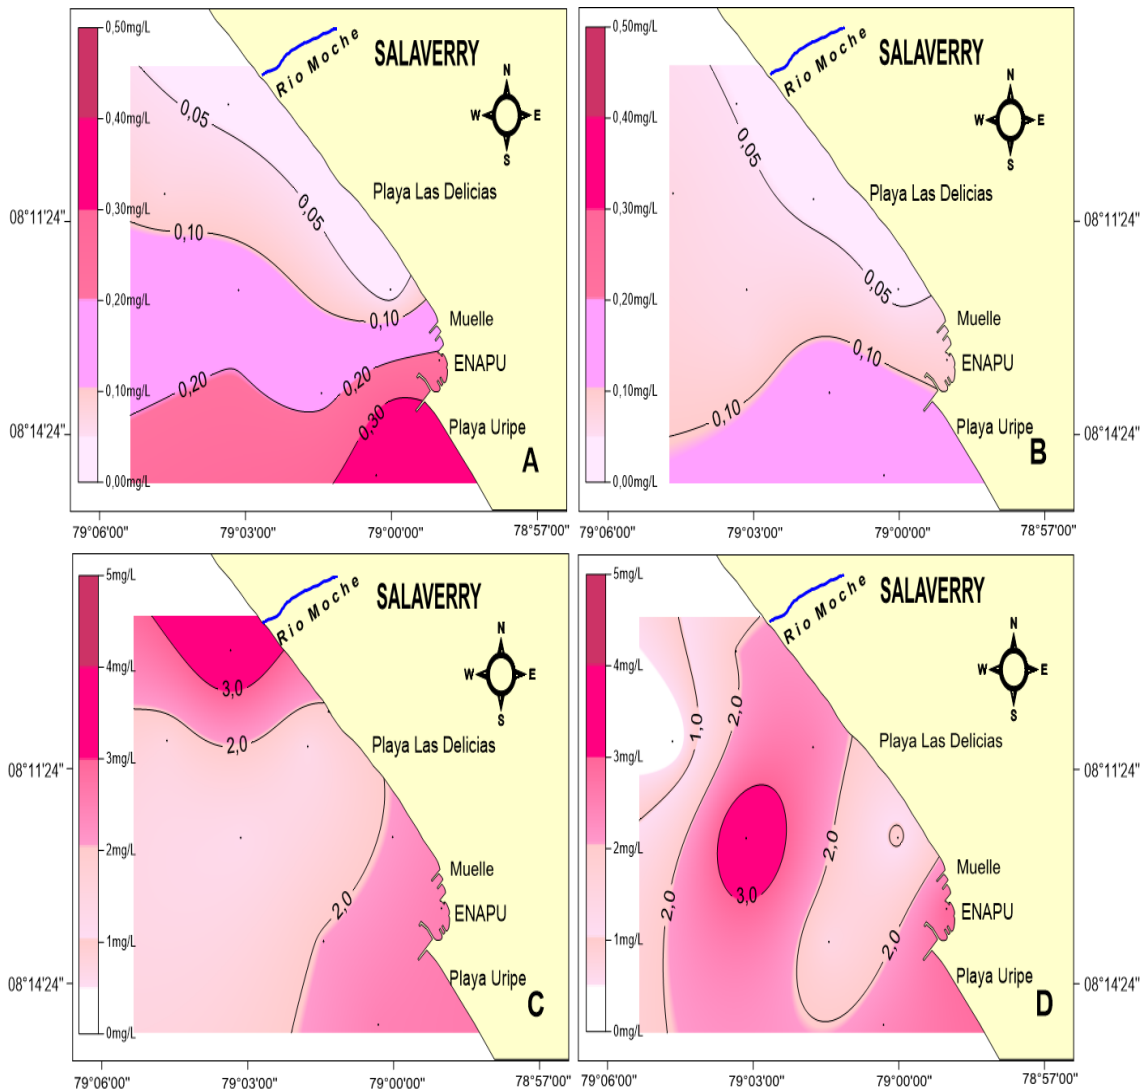 0,50mg/L
0,40mg/L
0,30mg/L
0,20mg/L
0,10mg/L
0,00mg/L
SALAVERRY
Rio Moche
N
W E
S
0,05
0,05
Playa Las Delicias
0,10
0,10
Muelle
ENAPU
0,20
0,20
0,30
Playa Uripe
A
08°11'24"
08°14'24"
79°06'00"
79°03'00"
79°00'00"
78°57'00"
0,50mg/L
0,40mg/L
0,30mg/L
0,20mg/L
0,10mg/L
0,00mg/L
SALAVERRY
Rio Moche
N
W E
S
0,05
Playa Las Delicias
0,05
Muelle
0,10
ENAPU
0,10
Playa Uripe
B
08°11'24"
08°14'24"
79°06'00"
79°03'00"
79°00'00"
78°57'00"
5mg/L
4mg/L
3mg/L
2mg/L
1mg/L
0mg/L
SALAVERRY
Rio Moche
N
W E
S
3,0
2,0
Playa Las Delicias
Muelle
2,0
ENAPU
Playa Uripe
C
08°11'24"
08°14'24"
79°06'00"
79°03'00"
79°00'00"
78°57'00"
5mg/L
4mg/L
3mg/L
2mg/L
1mg/L
0mg/L
SALAVERRY
Rio Moche
N
W E
S
1,0
2,0
Playa Las Delicias
2,0
Muelle
3,0
2,0
ENAPU
2,0
Playa Uripe
D
08°11'24"
08°14'24"
79°06'00"
79°03'00"
79°00'00"
78°57'00"